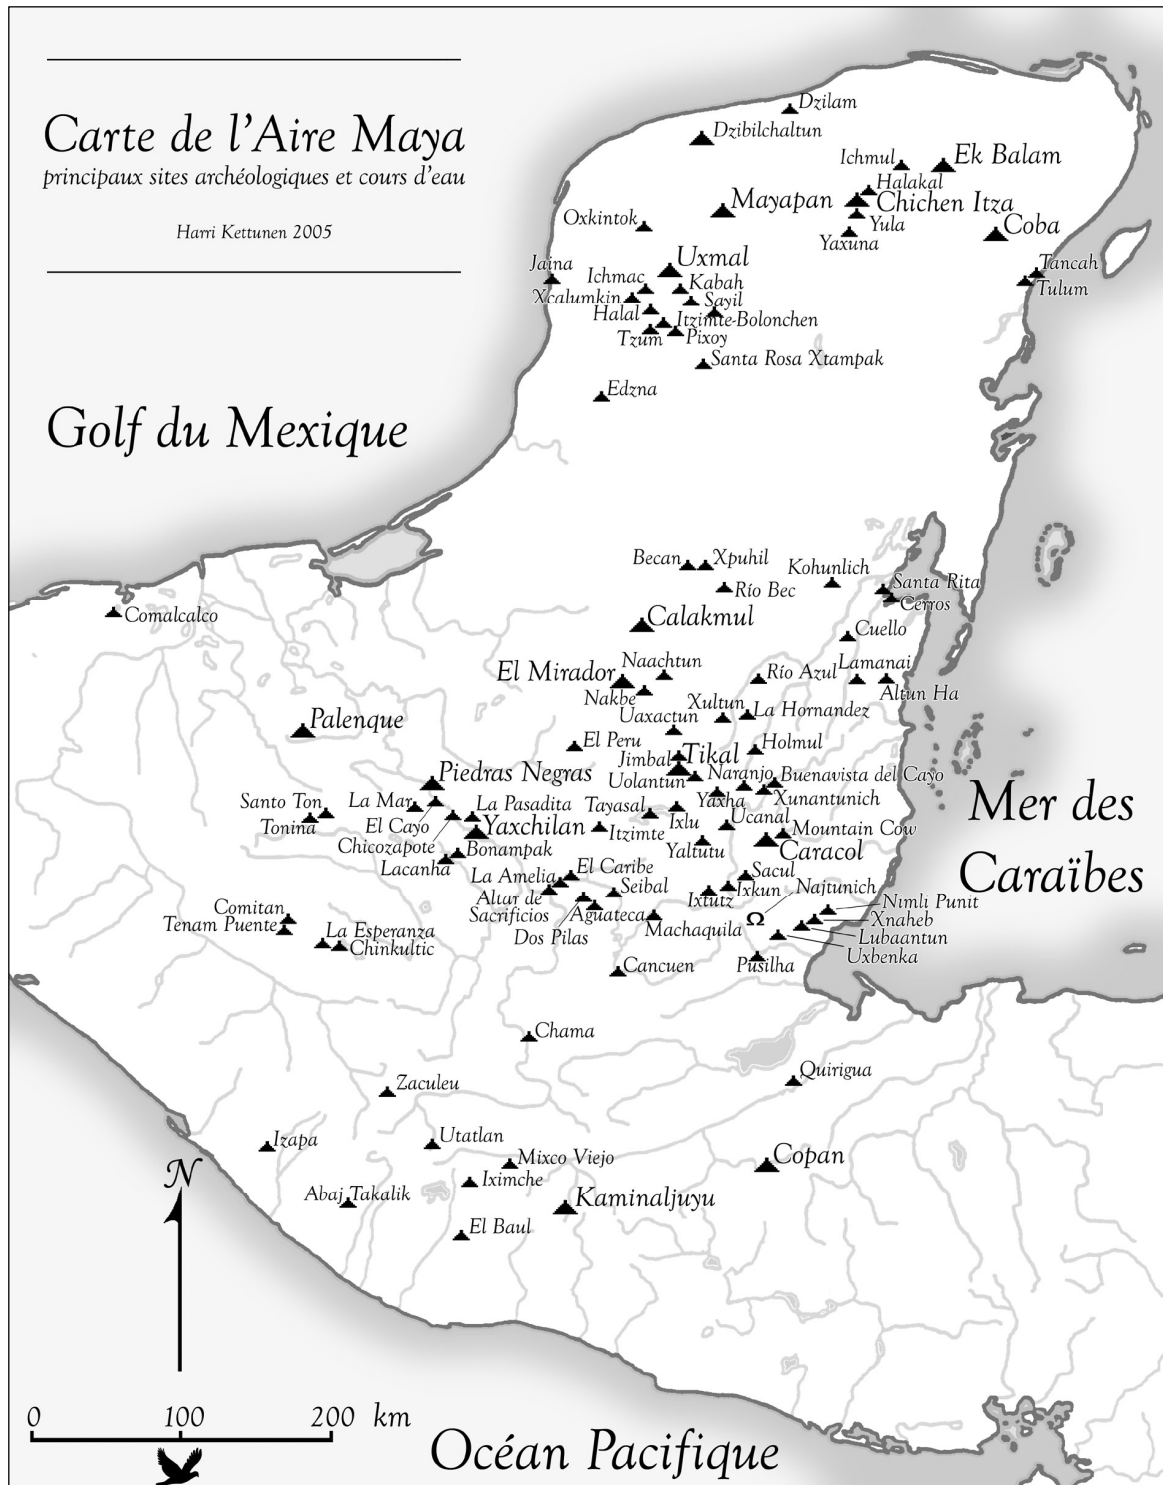 Carte de l'Aire Maya
principaux sites archéologiques et cours d'eau
Harri Kettunen 2005
Dzilam
Dzibilchaltun
Ichmul
Ek Balam
Halakal
Chichen Itza
Mayapan
Oxkintok
Yula
Yaxuna
Coba
Uxmal
Tancah
Tulum
Jaina
Ichmac
Kabah
Xcalumkin
Sayil
Halal
Itzimte-Bolonchen
Tzum
Pixoy
Santa Rosa Xtampak
Edzna
Golf du Mexique
Becan
Xpuhil
Kohunlich
Río Bec
Santa Rita
Cerros
Comalcalco
Calakmul
Cuello
Naachtun
El Mirador
Río Azul
Lamanai
Nakbe
Altun Ha
Xultun
La Hornandez
Uaxactun
Palenque
El Peru
Holmul
Jimbal
Tikal
Piedras Negras
Uolantun
Naranjo
Buenavista del Cayo
Mer des
Caraïbes
Santo Ton
La Mar
La Pasadita
Tayasal
Yaxha
Xunantunich
Tonina
El Cayo
Yaxchilan
Ixlu
Ucanal
Itzimte
Mountain Cow
Chicozapote
Bonampak
Yaltutu
Caracol
Lacanha
El Caribe
Sacul
La Amelia
Seibal
Ixkun
Najtunich
Altar de
Sacrificios
Ixtutz
Nimli Punit
Comitan
Aguateca
Xnaheb
Tenam Puente
La Esperanza
Dos Pilas
Machaquila
Ω
Lubaantun
Chinkultic
Uxbenka
Cancuen
Pusilha
Chama
Quirigua
Zaculeu
Izapa
Utatlan
Mixco Viejo
Copan
N
Iximche
Abaj Takalik
Kaminaljuyu
El Baul
0 100 200 km
Océan Pacifique